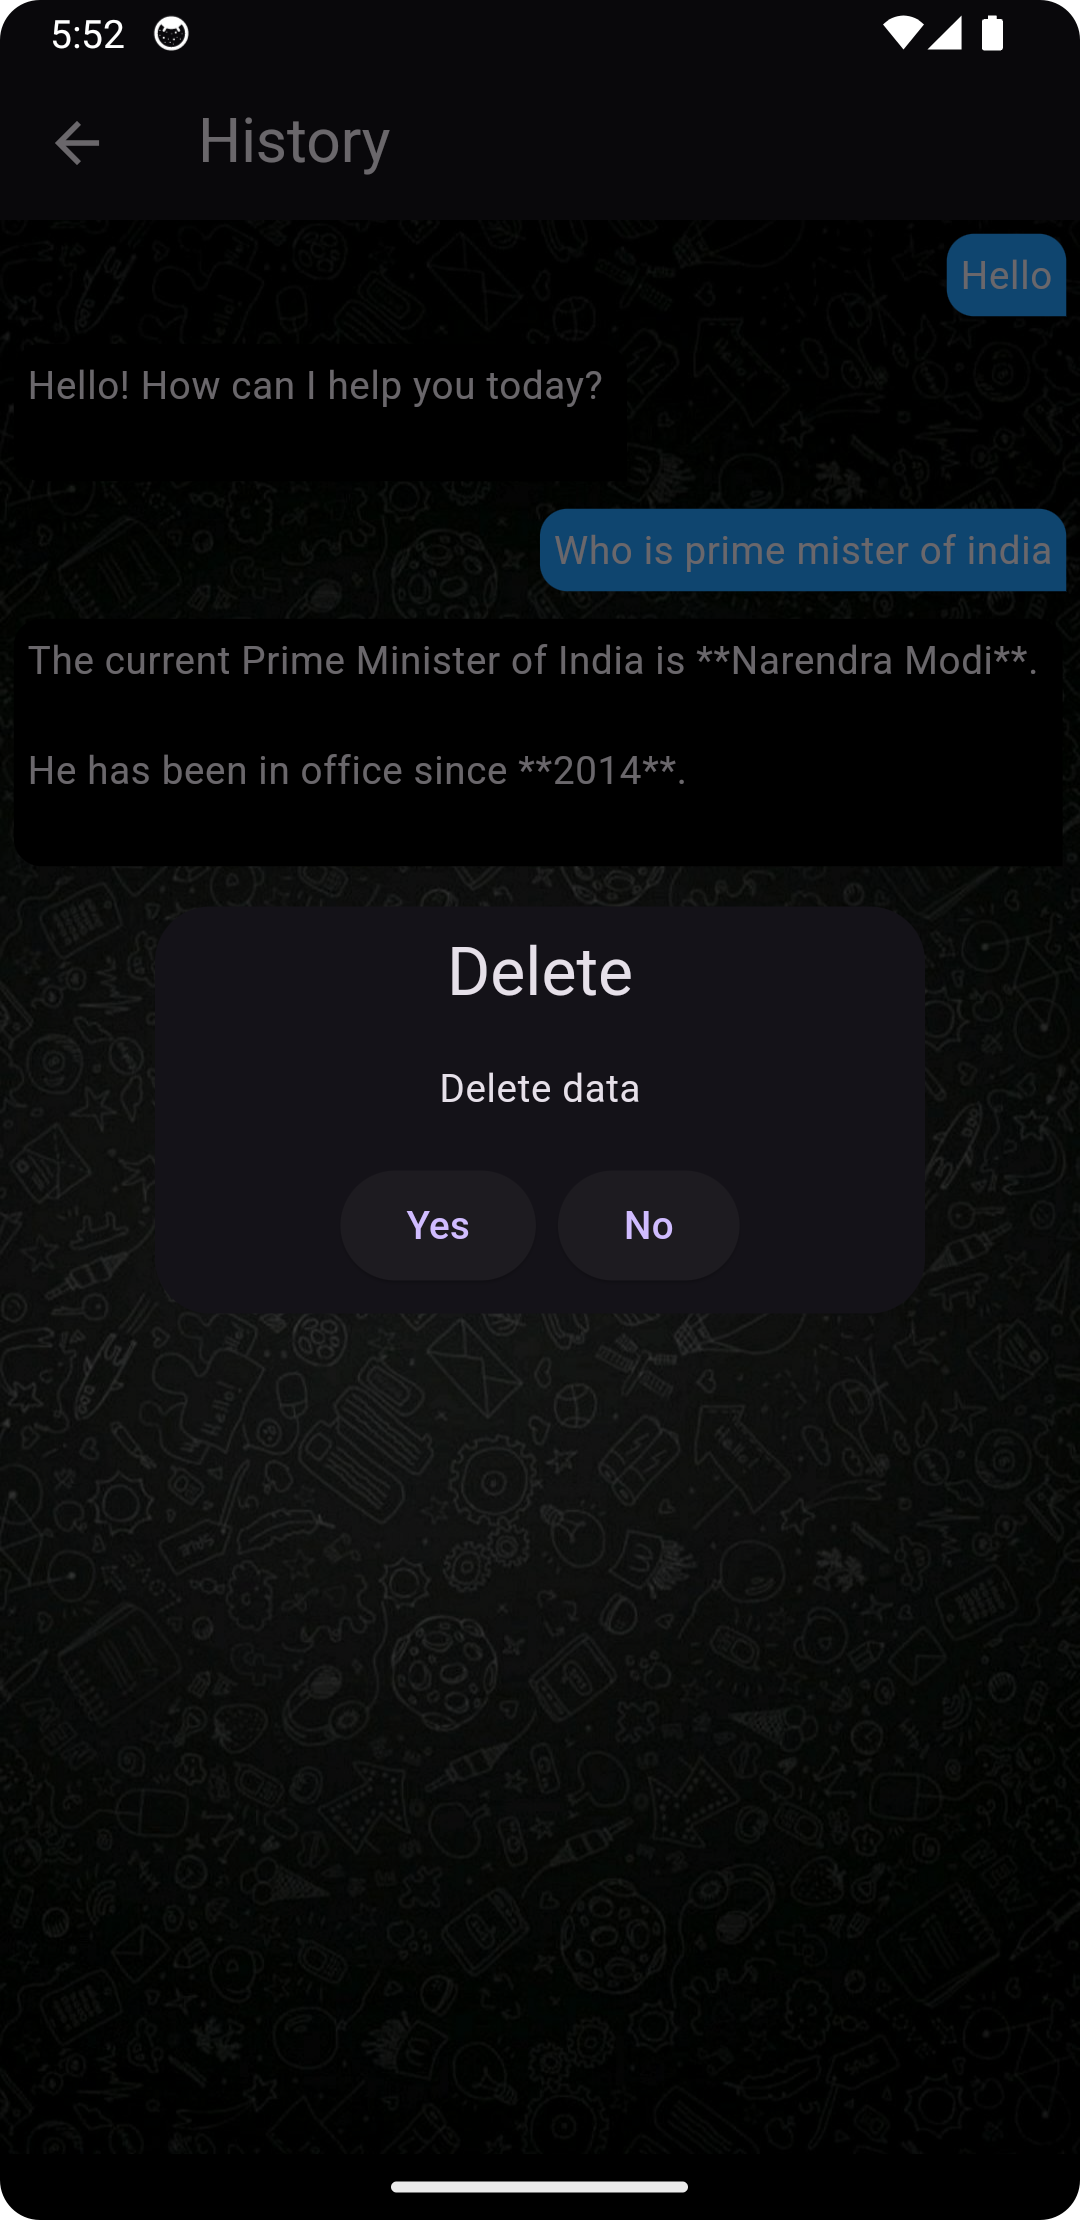 5:52
History
Hello
Hello! How can I help you today?
Who is prime mister of india
The current Prime Minister of India is **Narendra Modi**.
He has been in office since **2014**.
Delete
Delete data
Yes No